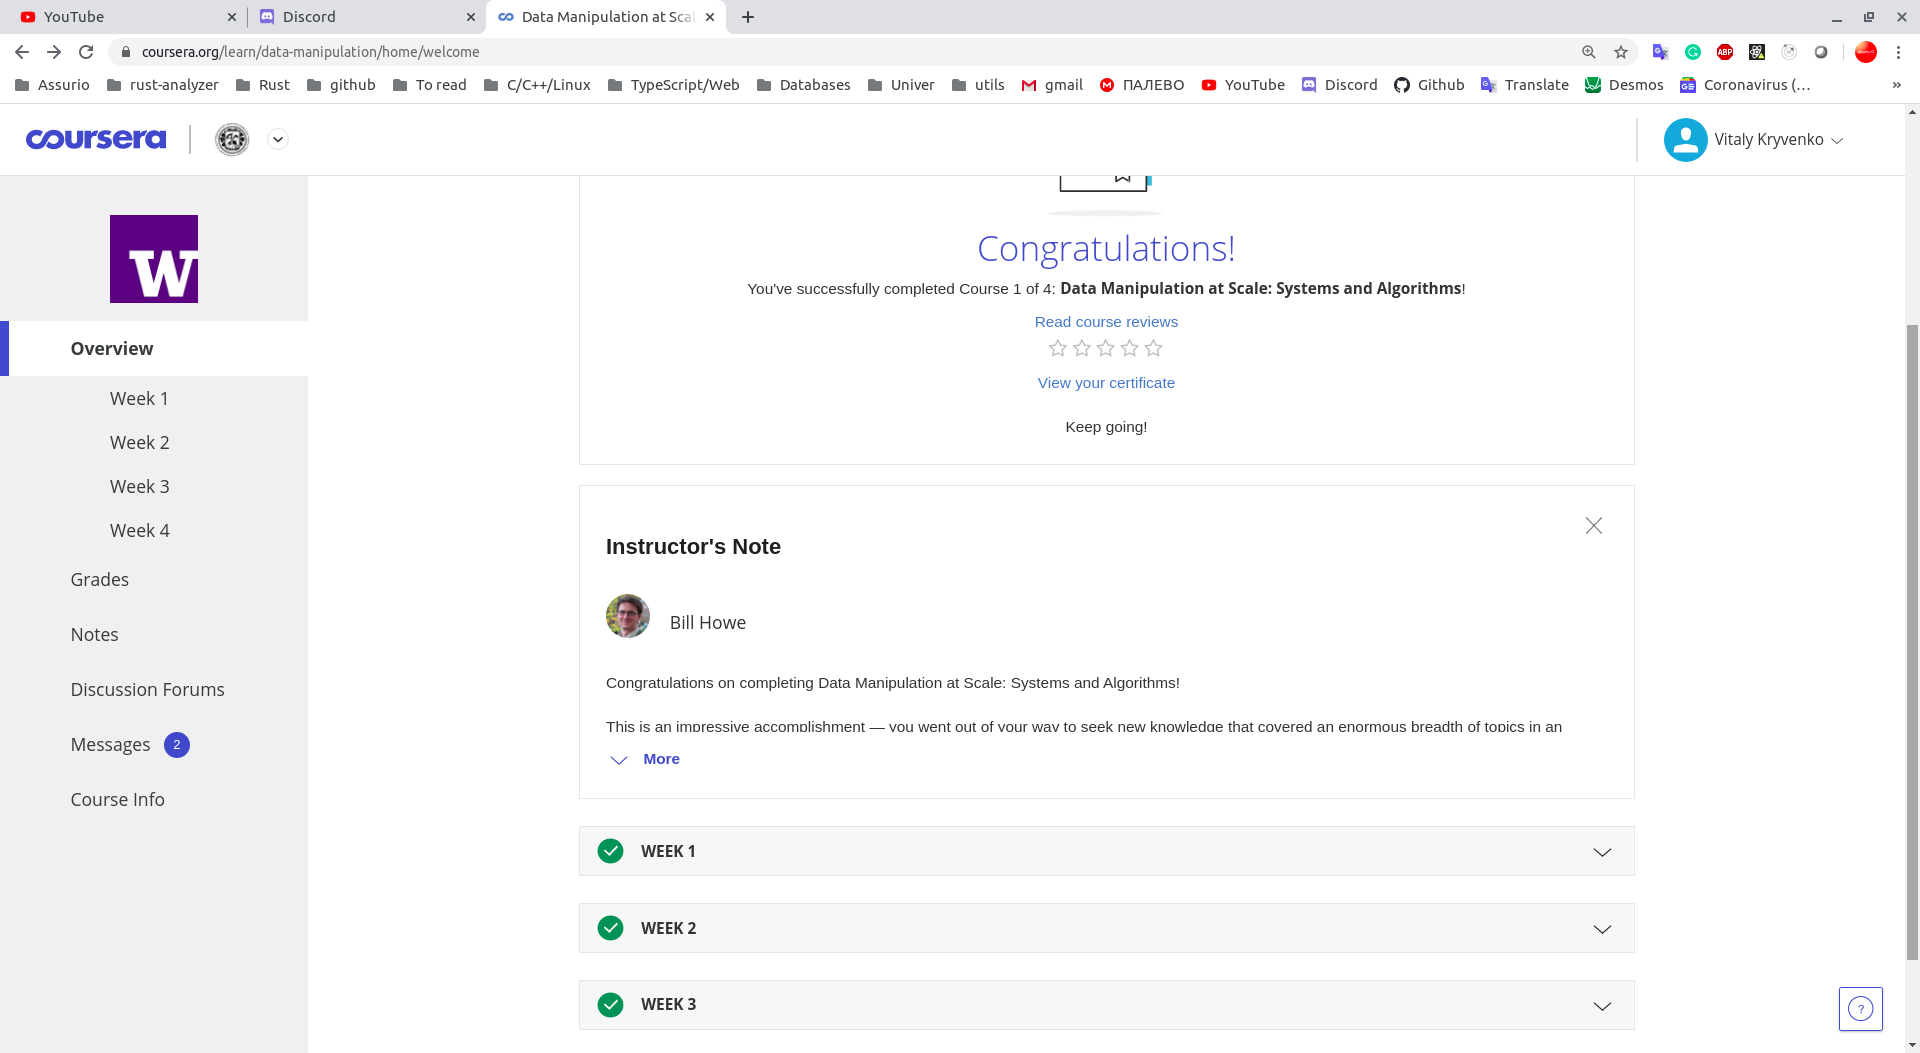 YouTube
Discord
Data Manipulation at Scal
coursera.org/learn/data-manipulation/home/welcome
Assurio
rust-analyzer
Rust
github
To read
C/C++/Linux
TypeScript/Web
Databases
Univer
utils
gmail
ПАЛЕВО
YouTube
Discord
Github
Translate
Desmos
Coronavirus (…
»
coursera
Vitaly Kryvenko
W
Overview
Week 1
Week 2
Week 3
Week 4
Grades
Notes
Discussion Forums
Messages 2
Course Info
Congratulations!
You've successfully completed Course 1 of 4: Data Manipulation at Scale: Systems and Algorithms!
Read course reviews
View your certificate
Keep going!
Instructor's Note
Bill Howe
Congratulations on completing Data Manipulation at Scale: Systems and Algorithms!
This is an impressive accomplishment — you went out of your way to seek new knowledge that covered an enormous breadth of topics in an
More
WEEK 1
WEEK 2
WEEK 3
?